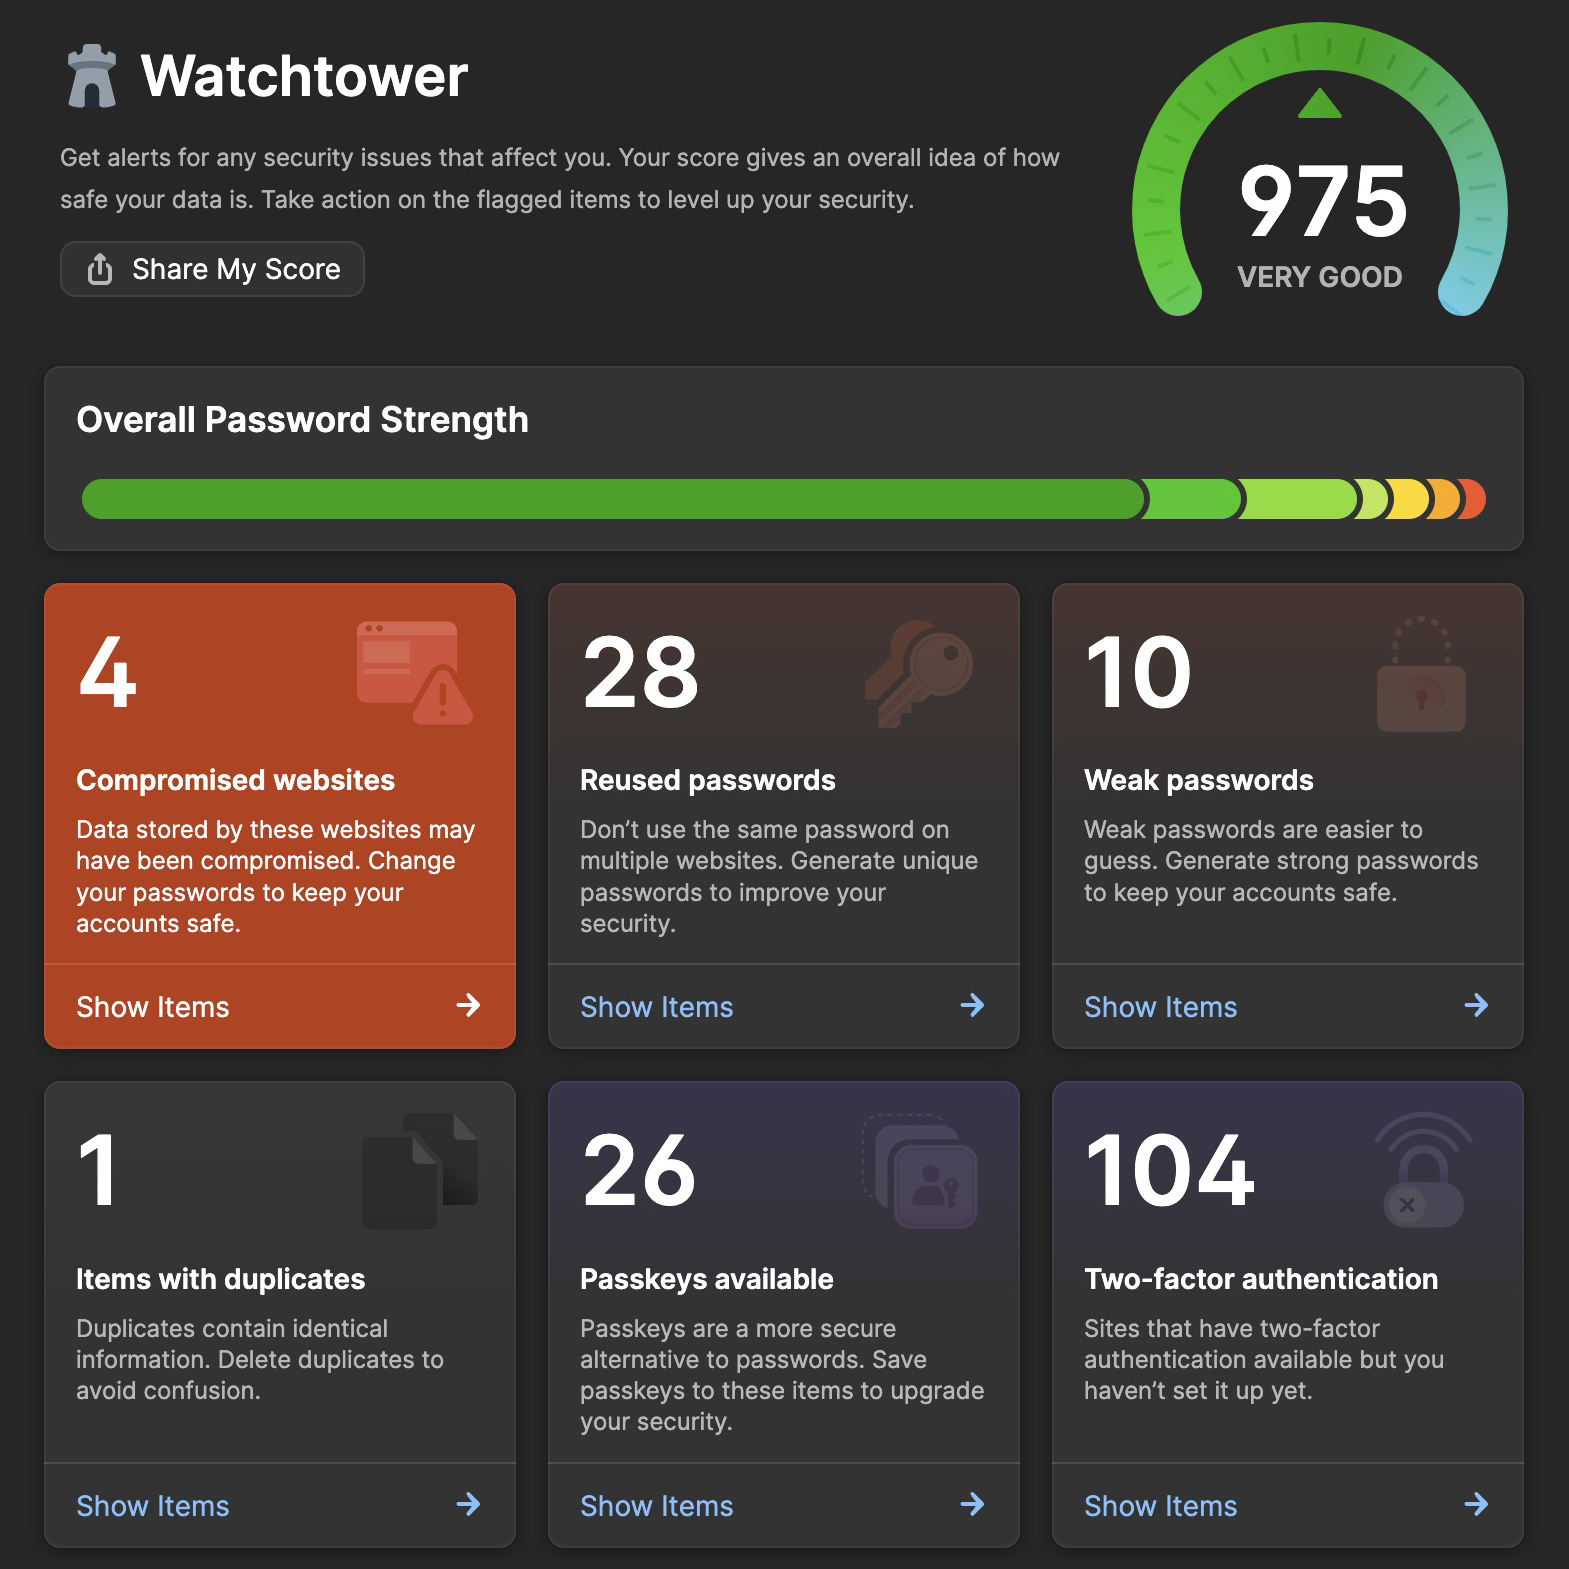 Watchtower
Get alerts for any security issues that affect you. Your score gives an overall idea of how
safe your data is. Take action on the flagged items to level up your security.
Share My Score
975
VERY GOOD
Overall Password Strength
4
Compromised websites
Data stored by these websites may
have been compromised. Change
your passwords to keep your
accounts safe.
Show Items
28
Reused passwords
Don’t use the same password on
multiple websites. Generate unique
passwords to improve your
security.
Show Items
10
Weak passwords
Weak passwords are easier to
guess. Generate strong passwords
to keep your accounts safe.
Show Items
1
Items with duplicates
Duplicates contain identical
information. Delete duplicates to
avoid confusion.
Show Items
26
Passkeys available
Passkeys are a more secure
alternative to passwords. Save
passkeys to these items to upgrade
your security.
Show Items
104
Two-factor authentication
Sites that have two-factor
authentication available but you
haven’t set it up yet.
Show Items